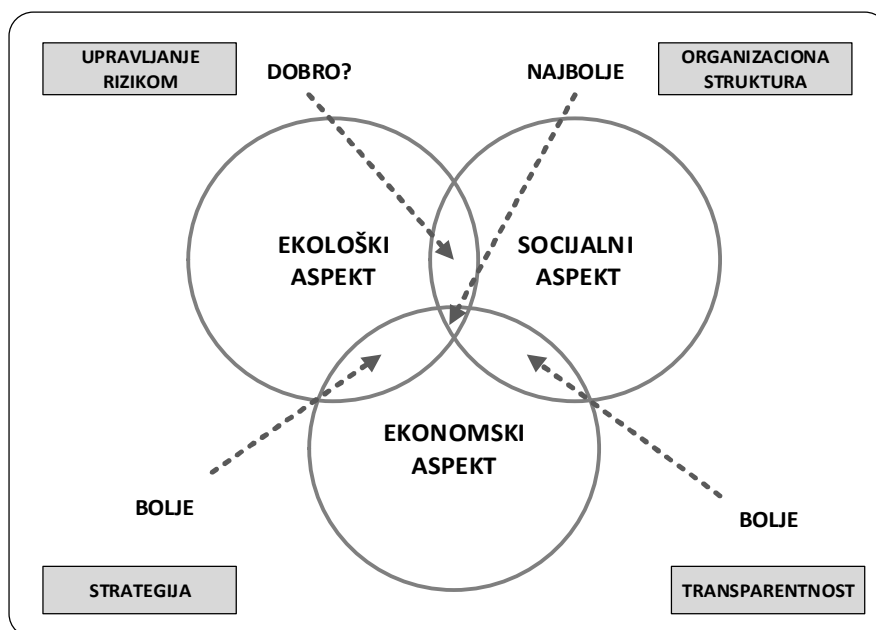 UPRAVLJANJE
RIZIKOM
DOBRO?
NAJBOLJE
ORGANIZACIONA
STRUKTURA
EKOLOŠKI
ASPEKT
SOCIJALNI
ASPEKT
EKONOMSKI
ASPEKT
BOLJE
BOLJE
STRATEGIJA
TRANSPARENTNOST